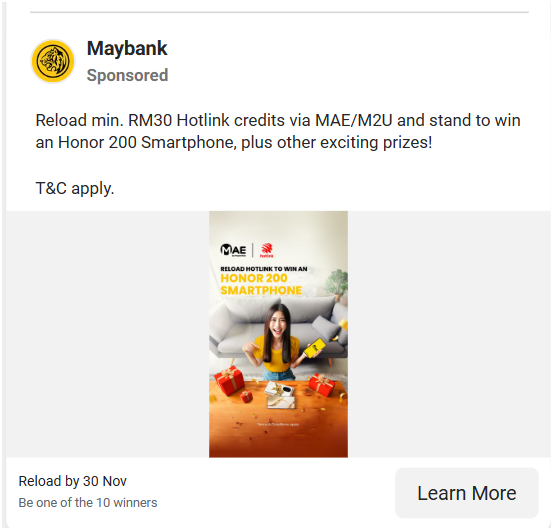 Maybank
Sponsored
Reload min. RM30 Hotlink credits via MAE/M2U and stand to win
an Honor 200 Smartphone, plus other exciting prizes!
T&C apply.
MAE
hotlink
RELOAD HOTLINK TO WIN AN
HONOR 200
SMARTPHONE
Reload by 30 Nov
Be one of the 10 winners
Learn More